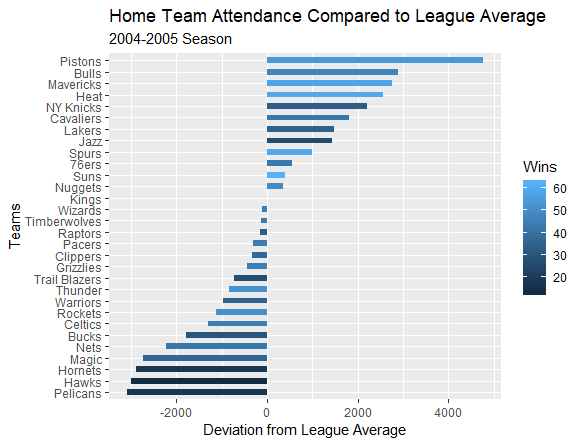 Home Team Attendance Compared to League Average
2004-2005 Season
Pistons
Bulls
Mavericks
Heat
NY Knicks
Cavaliers
Lakers
Jazz
Spurs
76ers
Suns
Nuggets
Kings
Wizards
Timberwolves
Raptors
Pacers
Clippers
Grizzlies
Trail Blazers
Thunder
Warriors
Rockets
Celtics
Bucks
Nets
Magic
Hornets
Hawks
Pelicans
Teams
-2000 0 2000 4000
Deviation from League Average
Wins
60
50
40
30
20